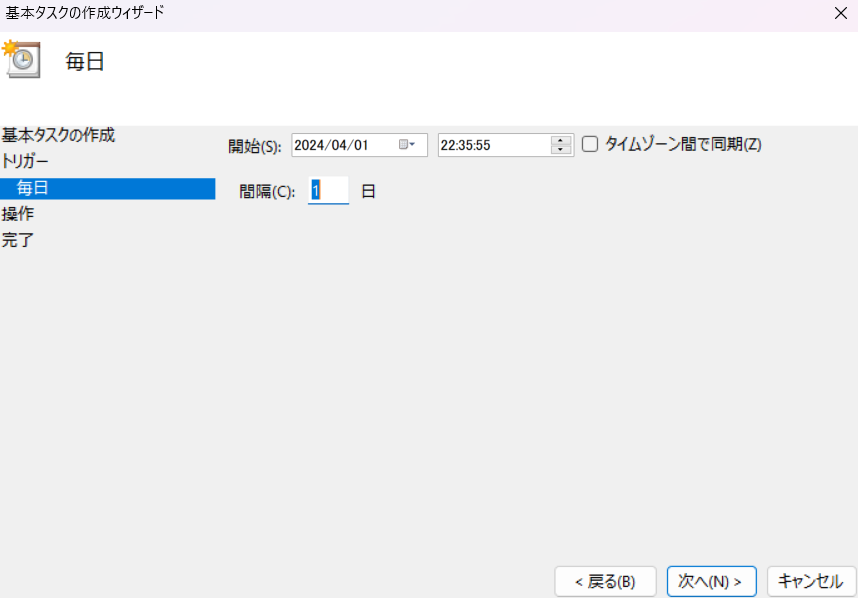 基本タスクの作成ウィザード
毎日
基本タスクの作成
トリガー
毎日
操作
完了
開始(S): 2024/04/01 22:35:55 タイムゾーン間で同期(Z)
間隔(C): 1 日
< 戻る(B) 次へ(N) > キャンセル